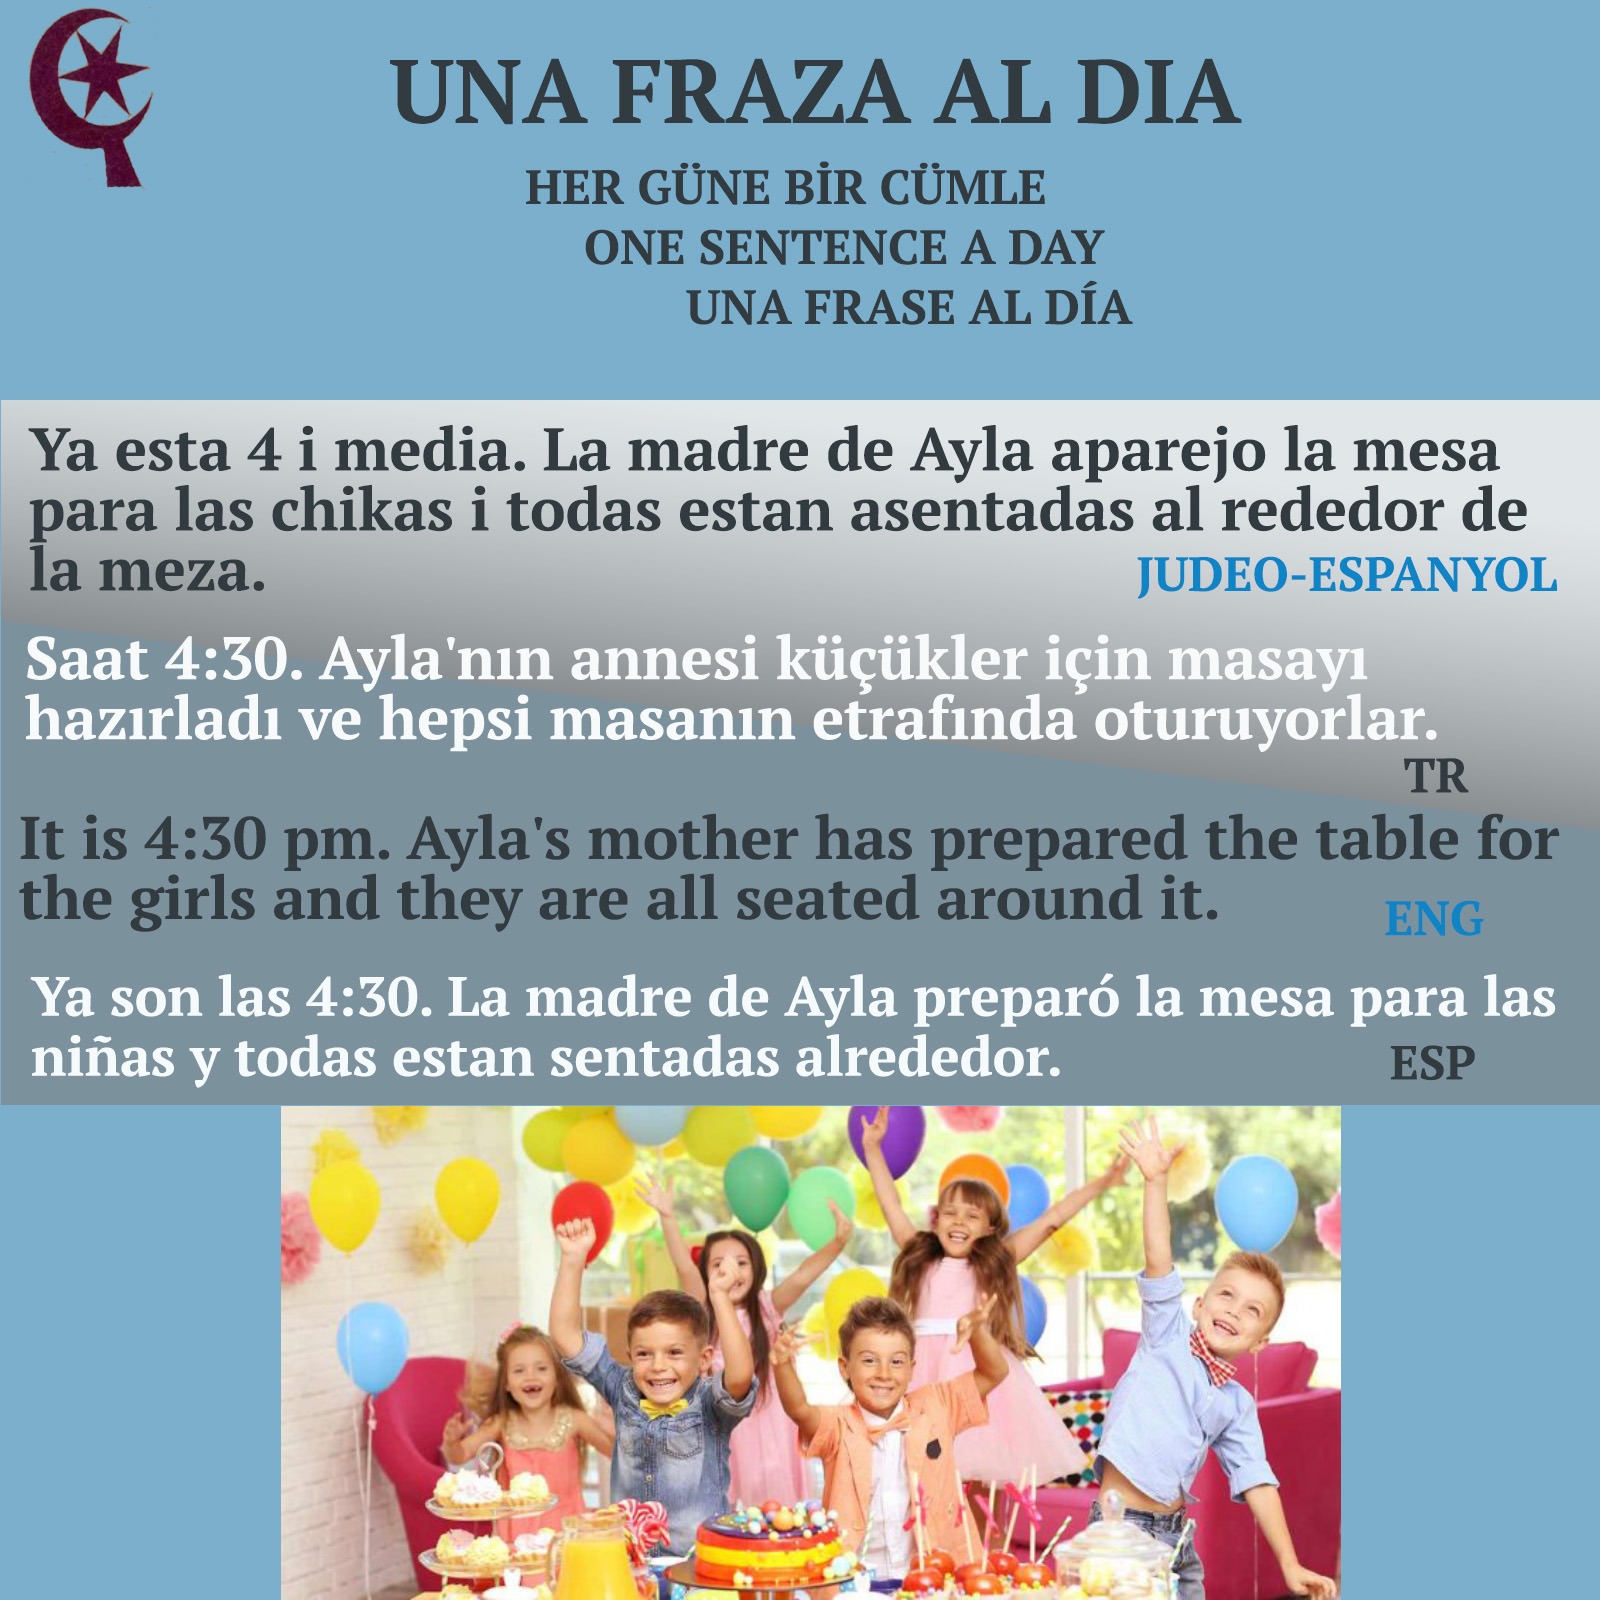 UNA FRAZA AL DIA
HER GÜNE BİR CÜMLE
ONE SENTENCE A DAY
UNA FRASE AL DÍA
Ya esta 4 i media. La madre de Ayla aparejo la mesa
para las chikas i todas estan asentadas al rededor de
la meza.
JUDEO-ESPANYOL
Saat 4:30. Ayla'nın annesi küçükler için masayı
hazırladı ve hepsi masanın etrafında oturuyorlar.
TR
It is 4:30 pm. Ayla's mother has prepared the table for
the girls and they are all seated around it.
ENG
Ya son las 4:30. La madre de Ayla preparó la mesa para las
niñas y todas estan sentadas alrededor.
ESP